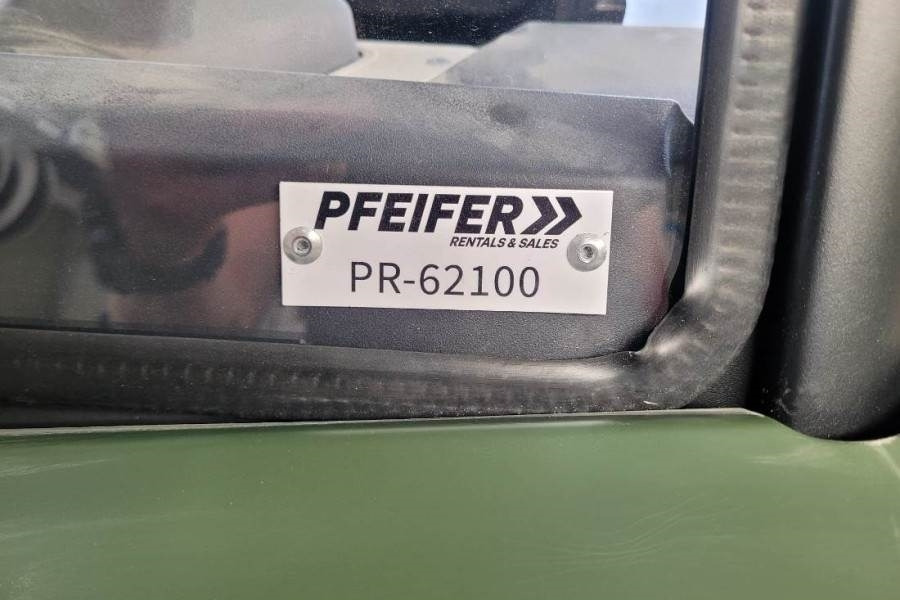 PFEIFER
RENTALS & SALES
PR-62100